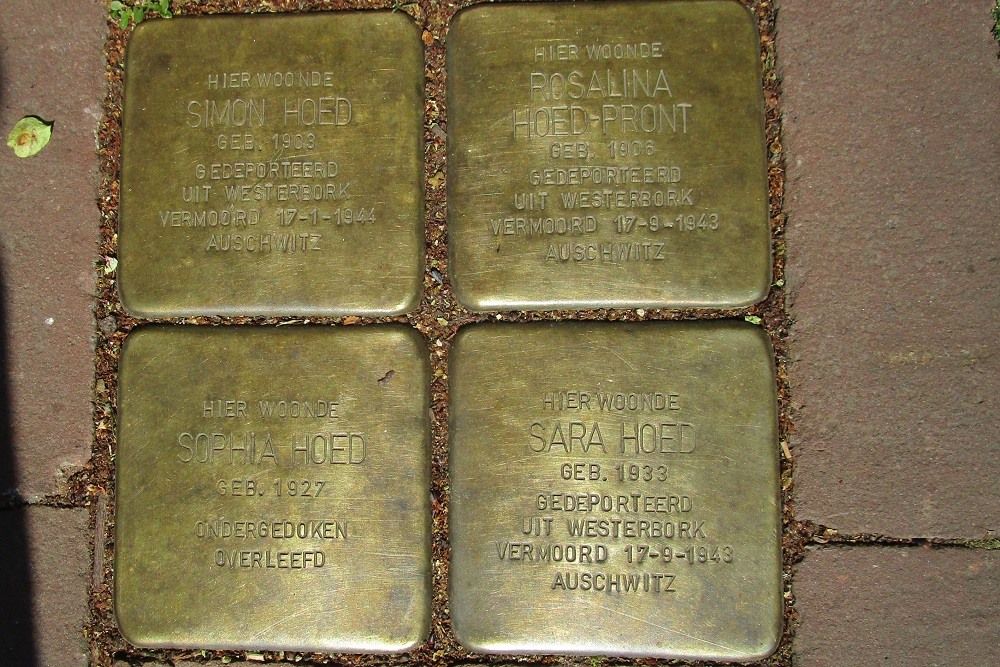 HIER WOONDE
SIMON HOED
GEB. 1903
GEDEPORTEERD
UIT WESTERBORK
VERMOORD 17-1-1944
AUSCHWITZ
HIER WOONDE
ROSALINA
HOED-PRONT
GEB. 1906
GEDEPORTEERD
UIT WESTERBORK
VERMOORD 17-9-1943
AUSCHWITZ
HIER WOONDE
SOPHIA HOED
GEB. 1927
ONDERGEDOKEN
OVERLEEFD
HIER WOONDE
SARA HOED
GEB. 1933
GEDEPORTEERD
UIT WESTERBORK
VERMOORD 17-9-1943
AUSCHWITZ